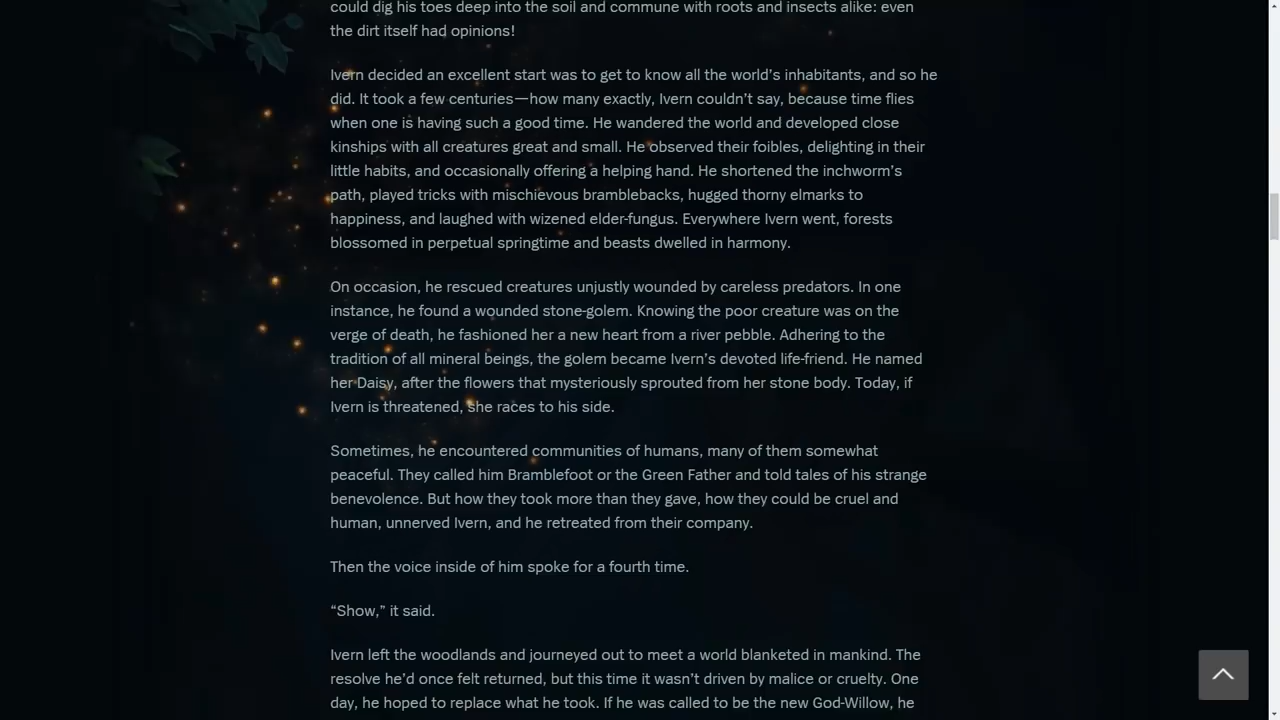 could dig his toes deep into the soil and commune with roots and insects alike: even
the dirt itself had opinions!
Ivern decided an excellent start was to get to know all the world’s inhabitants, and so he
did. It took a few centuries—how many exactly, Ivern couldn’t say, because time flies
when one is having such a good time. He wandered the world and developed close
kinships with all creatures great and small. He observed their foibles, delighting in their
little habits, and occasionally offering a helping hand. He shortened the inchworm’s
path, played tricks with mischievous bramblebacks, hugged thorny elmarks to
happiness, and laughed with wizened elder-fungus. Everywhere Ivern went, forests
blossomed in perpetual springtime and beasts dwelled in harmony.
On occasion, he rescued creatures unjustly wounded by careless predators. In one
instance, he found a wounded stone-golem. Knowing the poor creature was on the
verge of death, he fashioned her a new heart from a river pebble. Adhering to the
tradition of all mineral beings, the golem became Ivern’s devoted life-friend. He named
her Daisy, after the flowers that mysteriously sprouted from her stone body. Today, if
Ivern is threatened, she races to his side.
Sometimes, he encountered communities of humans, many of them somewhat
peaceful. They called him Bramblefoot or the Green Father and told tales of his strange
benevolence. But how they took more than they gave, how they could be cruel and
human, unnerved Ivern, and he retreated from their company.
Then the voice inside of him spoke for a fourth time.
“Show,” it said.
Ivern left the woodlands and journeyed out to meet a world blanketed in mankind. The
resolve he’d once felt returned, but this time it wasn’t driven by malice or cruelty. One
day, he hoped to replace what he took. If he was called to be the new God-Willow, he